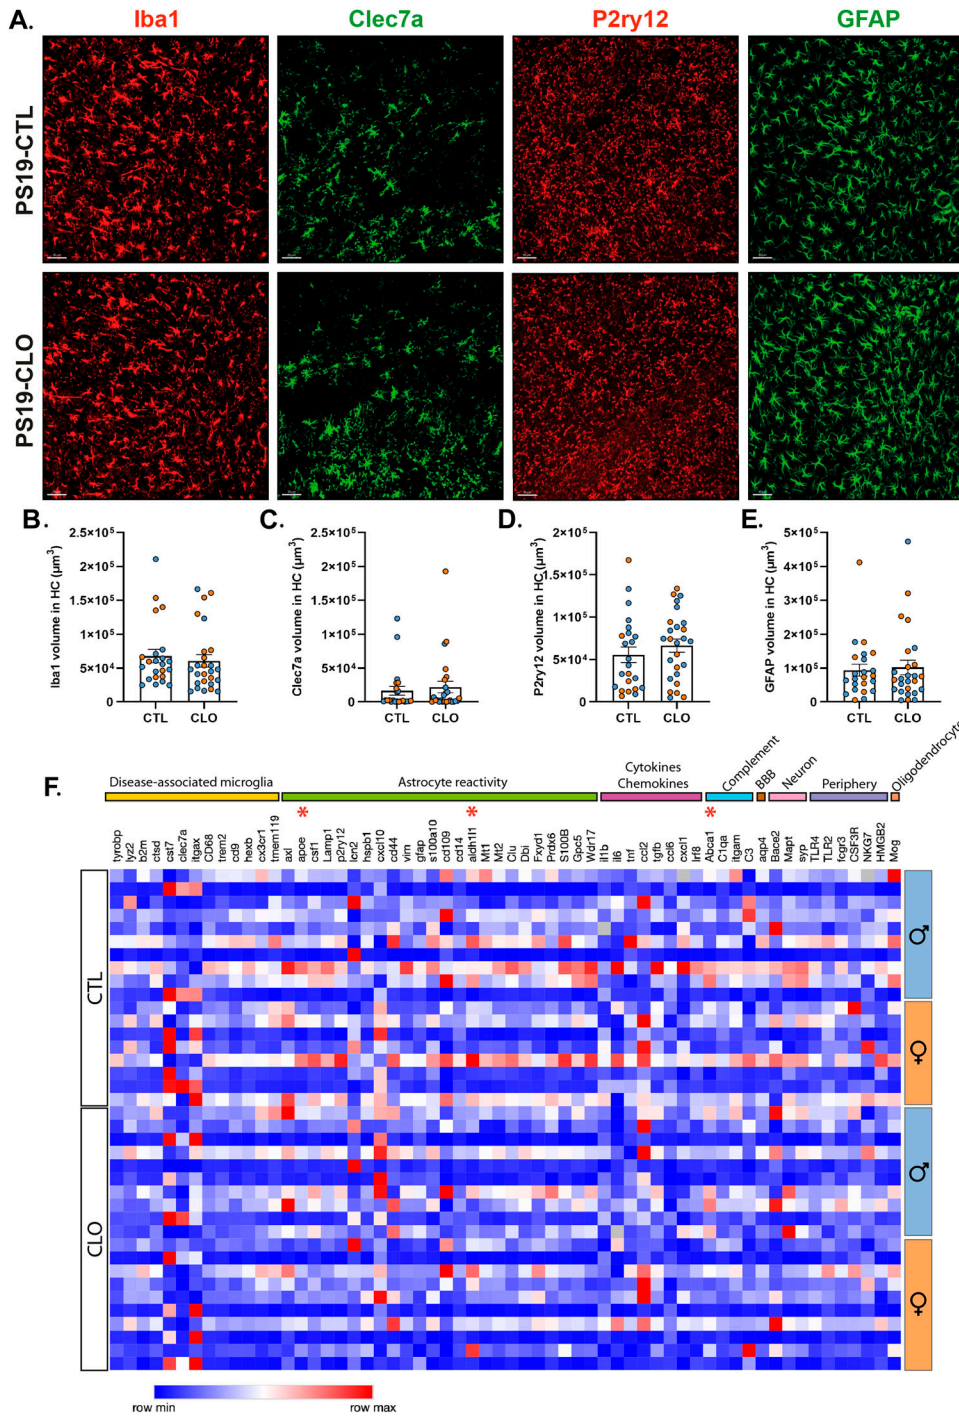 A.
Iba1
Clec7a
P2ry12
GFAP
PS19-CTL
PS19-CLO
B.
Iba1 volume in HC (µm³)
2.5×10⁵
2×10⁵
1.5×10⁵
1×10⁵
5×10⁴
0
CTL
CLO
C.
Clec7a volume in HC (µm³)
2.5×10⁵
2×10⁵
1.5×10⁵
1×10⁵
5×10⁴
0
CTL
CLO
D.
P2ry12 volume in HC (µm³)
2×10⁵
1.5×10⁵
1×10⁵
5×10⁴
0
CTL
CLO
E.
GFAP volume in HC (µm³)
5×10⁵
4×10⁵
3×10⁵
2×10⁵
1×10⁵
0
CTL
CLO
F.
Disease-associated microglia
Astrocyte reactivity
Cytokines
Chemokines
Complement
BBB
Neuron
Periphery
Oligodendrocyte
* * *
tyrobp
lyz2
b2m
ctsd
cst7
clec7a
itgax
CD68
trem2
cd9
hexb
cx3cr1
tmem119
axl
apoe
csf1
Lamp1
p2ry12
lcn2
hspb1
cxcl10
cd44
vim
gfap
s100a10
cd109
cd14
aldh1l1
Mt1
Mt2
Clu
Dbi
Fxyd1
Prdx6
S100B
Gpc5
Wdr17
il1b
Il6
tnf
ccl2
tgfb
ccl6
cxcl1
Irf8
Abca1
C1qa
itgam
C3
aqp4
Bace2
Mapt
syp
TLR4
TLR2
fcgr3
CSF3R
NKG7
HMGB2
Mog
CTL
♂
♀
CLO
♂
♀
row min
row max